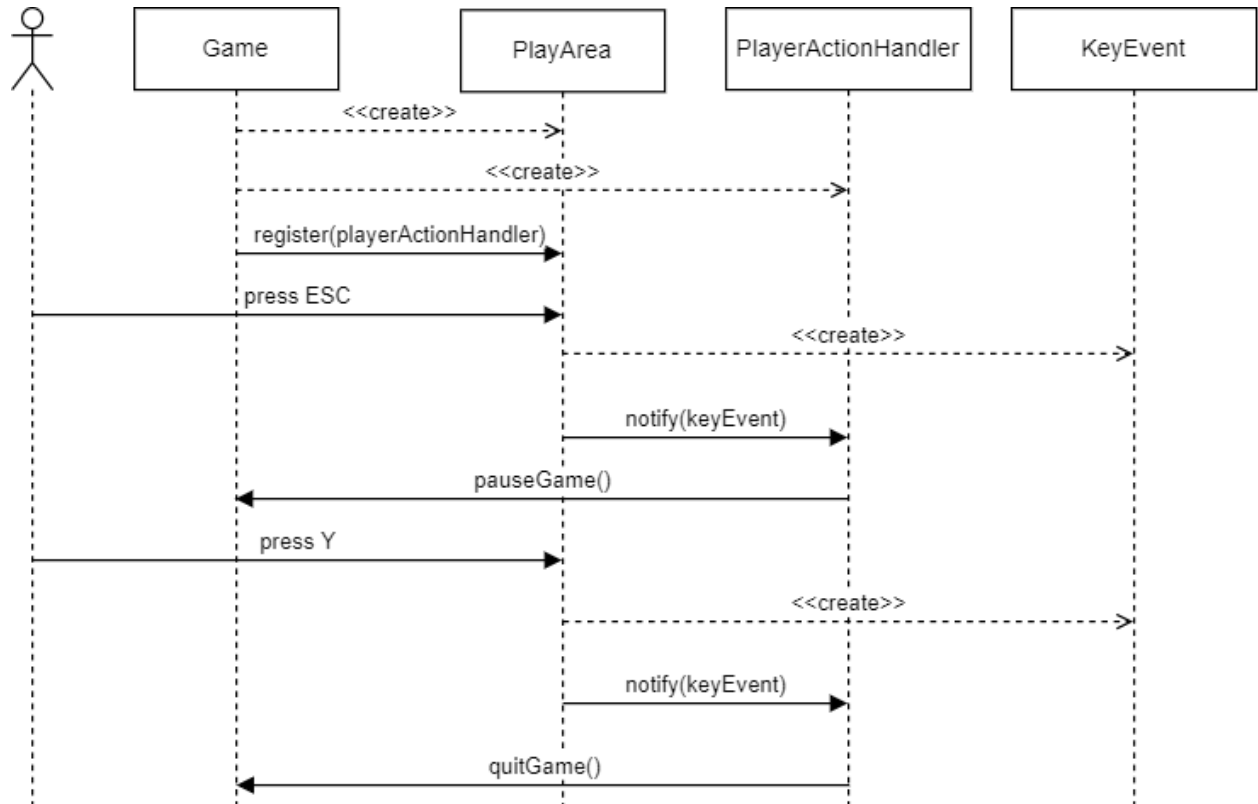 Game
PlayArea
PlayerActionHandler
KeyEvent
<<create>>
<<create>>
register(playerActionHandler)
press ESC
<<create>>
notify(keyEvent)
pauseGame()
press Y
<<create>>
notify(keyEvent)
quitGame()